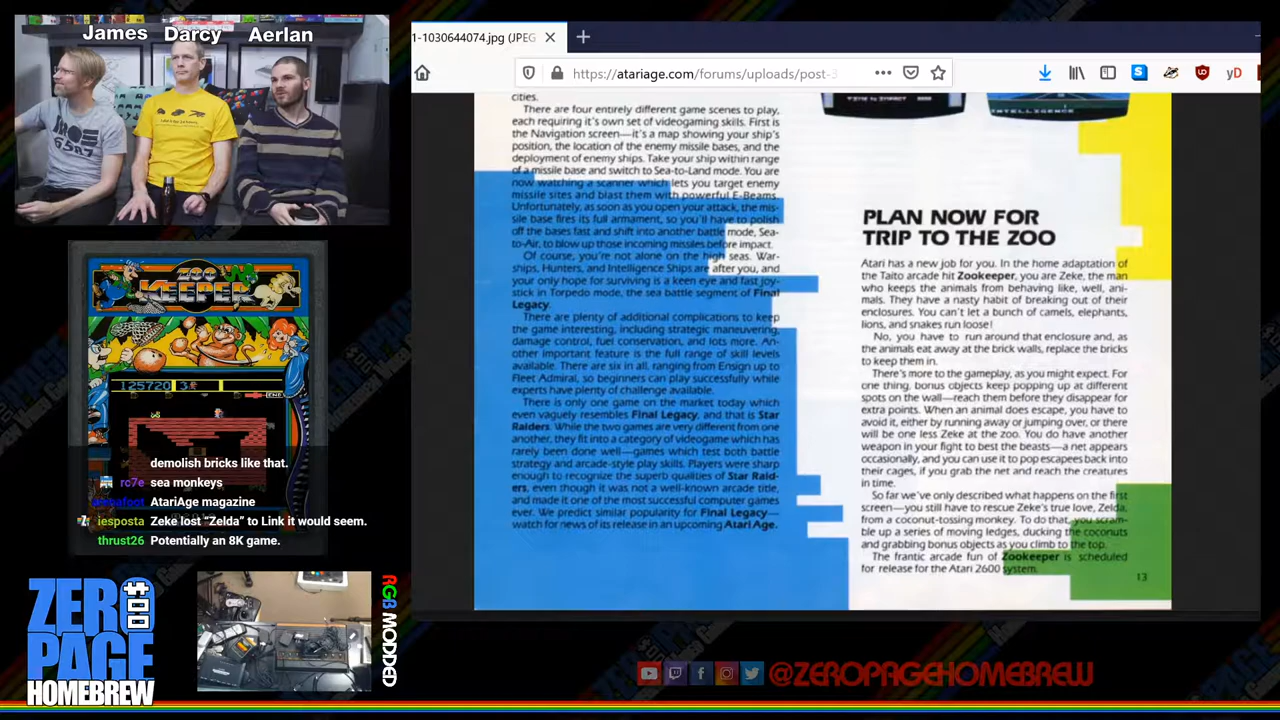 James Darcy Aerlan
1-1030644074.jpg (JPEG
https://atariage.com/forums/uploads/post-3
yD
cities.
There are four entirely different game scenes to play,
each requiring it's own set of videogaming skills. First is
the Navigation screen—it's a map showing your ship's
position, the location of the enemy missile bases, and the
deployment of enemy ships. Take your ship within range
of a missile base and switch to Sea-to-Land mode. You are
now watching a scanner which lets you target enemy
missile sites and blast them with powerful E-Beams.
Unfortunately, as soon as you open your attack, the mis-
sile base fires its full armament, so you'll have to polish
off the bases fast and shift into another battle mode, Sea-
to-Air, to blow up those incoming missiles before impact.
Of course, you're not alone on the high seas. War-
ships, Hunters, and Intelligence Ships are after you, and
your only hope for surviving is a keen eye and fast joy-
stick in Torpedo mode, the sea battle segment of Final
Legacy.
There are plenty of additional complications to keep
the game interesting, including strategic maneuvering,
damage control, fuel conservation, and lots more. An-
other important feature is the full range of skill levels
available. There are six in all, ranging from Ensign up to
Fleet Admiral, so beginners can play successfully while
experts have plenty of challenge available.
There is only one game on the market today which
even vaguely resembles Final Legacy, and that is Star
Raiders. While the two games are very different from one
another, they fit into a category of videogame which has
rarely been done well—games which test both battle
strategy and arcade-style play skills. Players were sharp
enough to recognize the superb qualities of Star Raid-
ers, even though it was not a well-known arcade title,
and made it one of the most successful computer games
ever. We predict similar popularity for Final Legacy—
watch for news of its release in an upcoming Atari Age.
INTELLIGENCE
PLAN NOW FOR
TRIP TO THE ZOO
Atari has a new job for you. In the home adaptation of
the Taito arcade hit Zookeeper, you are Zeke, the man
who keeps the animals from behaving like, well, ani-
mals. They have a nasty habit of breaking out of their
enclosures. You can't let a bunch of camels, elephants,
lions, and snakes run loose!
No, you have to run around that enclosure and, as
the animals eat away at the brick walls, replace the bricks
to keep them in.
There's more to the gameplay, as you might expect. For
one thing, bonus objects keep popping up at different
spots on the wall—reach them before they disappear for
extra points. When an animal does escape, you have to
avoid it, either by running away or jumping over, or there
will be one less Zeke at the zoo. You do have another
weapon in your fight to best the beasts—a net appears
occasionally, and you can use it to pop escapees back into
their cages, if you grab the net and reach the creatures
in time.
So far we've only described what happens on the first
screen—you still have to rescue Zeke's true love, Zelda,
from a coconut-tossing monkey. To do that, you scram-
ble up a series of moving ledges, ducking the coconuts
and grabbing bonus objects as you climb to the top.
The frantic arcade fun of Zookeeper is scheduled
for release for the Atari 2600 system.
13
ZOO
KEEPER
125720 3
demolish bricks like that.
rc7e sea monkeys
AtariAge magazine
iesposta Zeke lost "Zelda" to Link it would seem.
thrust26 Potentially an 8K game.
ZERO
PAGE
HOMEBREW
RGB MODDED
@ZEROPAGEHOMEBREW